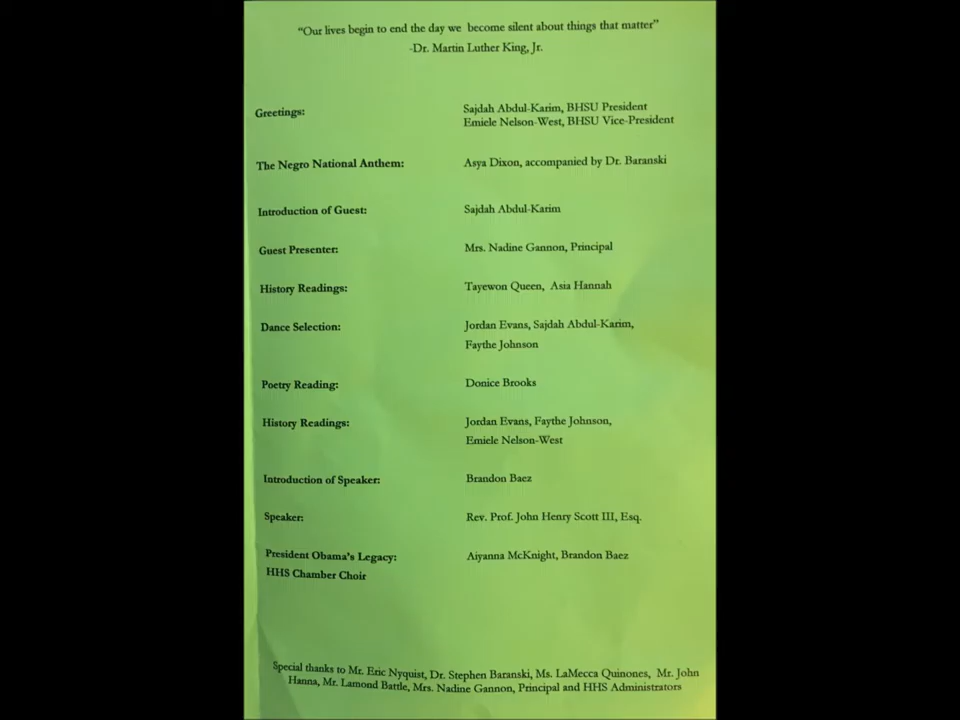 “Our lives begin to end the day we become silent about things that matter”
-Dr. Martin Luther King, Jr.
Greetings: Sajdah Abdul-Karim, BHSU President
Emiele Nelson-West, BHSU Vice-President
The Negro National Anthem: Asya Dixon, accompanied by Dr. Baranski
Introduction of Guest: Sajdah Abdul-Karim
Guest Presenter: Mrs. Nadine Gannon, Principal
History Readings: Tayewon Queen, Asia Hannah
Dance Selection: Jordan Evans, Sajdah Abdul-Karim,
Faythe Johnson
Poetry Reading: Donice Brooks
History Readings: Jordan Evans, Faythe Johnson,
Emiele Nelson-West
Introduction of Speaker: Brandon Baez
Speaker: Rev. Prof. John Henry Scott III, Esq.
President Obama's Legacy: Aiyanna McKnight, Brandon Baez
HHS Chamber Choir
Special thanks to Mr. Eric Nyquist, Dr. Stephen Baranski, Ms. LaMecca Quinones, Mr. John
Hanna, Mr. Lamond Battle, Mrs. Nadine Gannon, Principal and HHS Administrators